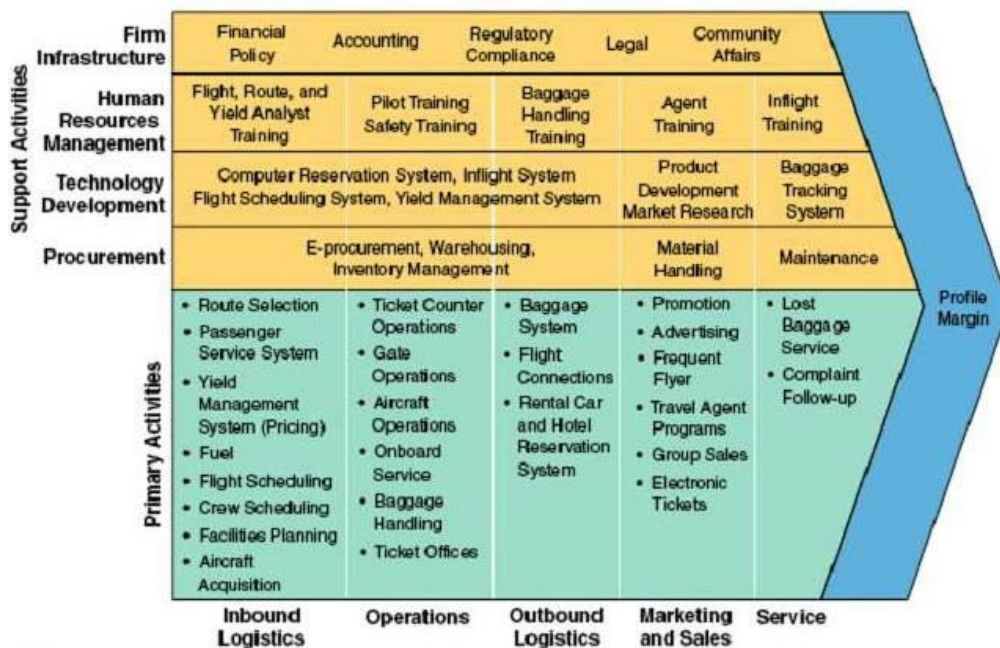 Support Activities
Firm
Infrastructure
Financial
Policy
Accounting
Regulatory
Compliance
Legal
Community
Affairs
Human
Resources
Management
Flight, Route, and
Yield Analyst
Training
Pilot Training
Safety Training
Baggage
Handling
Training
Agent
Training
Inflight
Training
Technology
Development
Computer Reservation System, Inflight System
Flight Scheduling System, Yield Management System
Product
Development
Market Research
Baggage
Tracking
System
Procurement
E-procurement, Warehousing,
Inventory Management
Material
Handling
Maintenance
Primary Activities
• Route Selection
• Passenger
Service System
• Yield
Management
System (Pricing)
• Fuel
• Flight Scheduling
• Crew Scheduling
• Facilities Planning
• Aircraft
Acquisition
• Ticket Counter
Operations
• Gate
Operations
• Aircraft
Operations
• Onboard
Service
• Baggage
Handling
• Ticket Offices
• Baggage
System
• Flight
Connections
• Rental Car
and Hotel
Reservation
System
• Promotion
• Advertising
• Frequent
Flyer
• Travel Agent
Programs
• Group Sales
• Electronic
Tickets
• Lost
Baggage
Service
• Complaint
Follow-up
Profile
Margin
Inbound
Logistics
Operations
Outbound
Logistics
Marketing
and Sales
Service